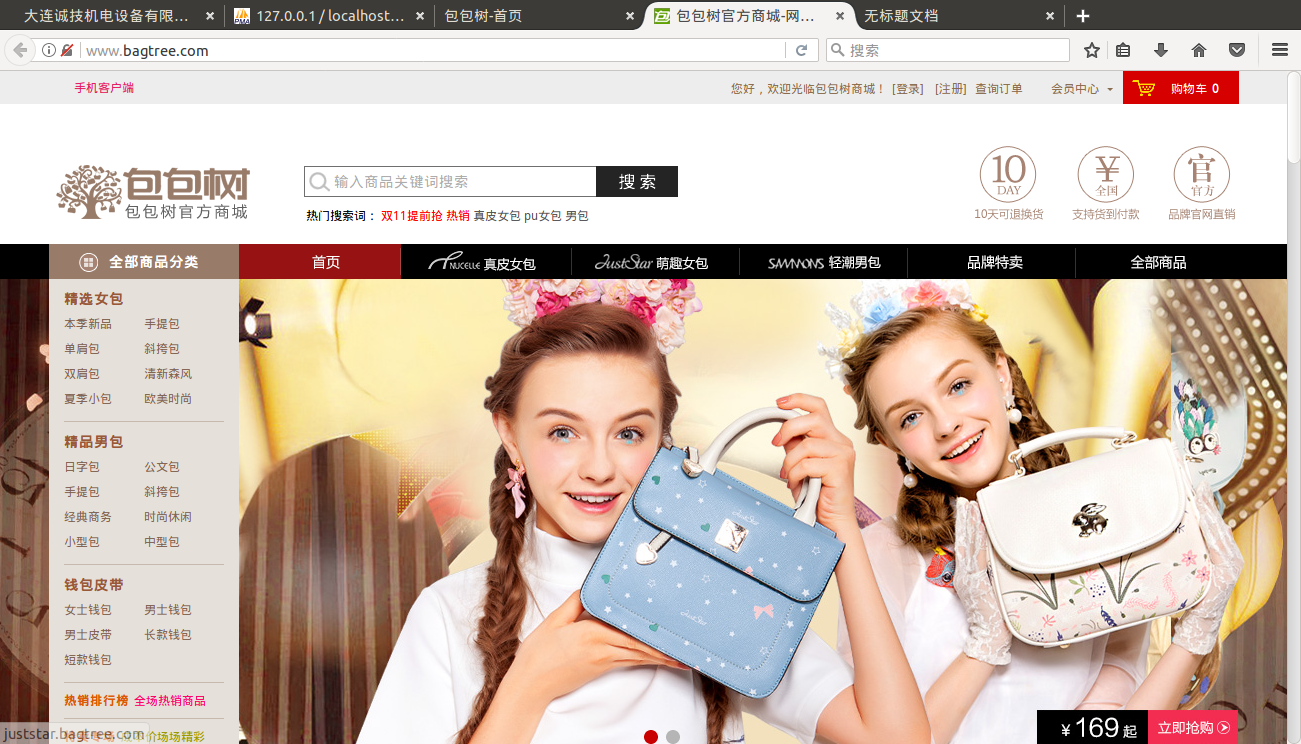 大连诚技机电设备有限...
127.0.0.1 / localhost...
包包树-首页
包包树官方商城-网...
无标题文档
www.bagtree.com
搜索
手机客户端
您好，欢迎光临包包树商城！ [登录] [注册] 查询订单 会员中心
购物车 0
包包树
包包树官方商城
输入商品关键词搜索
搜 索
热门搜索词： 双11提前抢 热销 真皮女包 pu女包 男包
10 DAY
10天可退换货
¥ 全国
支持货到付款
官 官方
品牌官网直销
全部商品分类
首页
NUCELLE 真皮女包
JustStar 萌趣女包
SAMMONS 轻潮男包
品牌特卖
全部商品
精选女包
本季新品 手提包
单肩包 斜挎包
双肩包 清新森风
夏季小包 欧美时尚
精品男包
日字包 公文包
手提包 斜挎包
经典商务 时尚休闲
小型包 中型包
钱包皮带
女士钱包 男士钱包
男士皮带 长款钱包
短款钱包
热销排行榜 全场热销商品
价场场精彩
juststar.bagtree.com
¥ 169 起
立即抢购